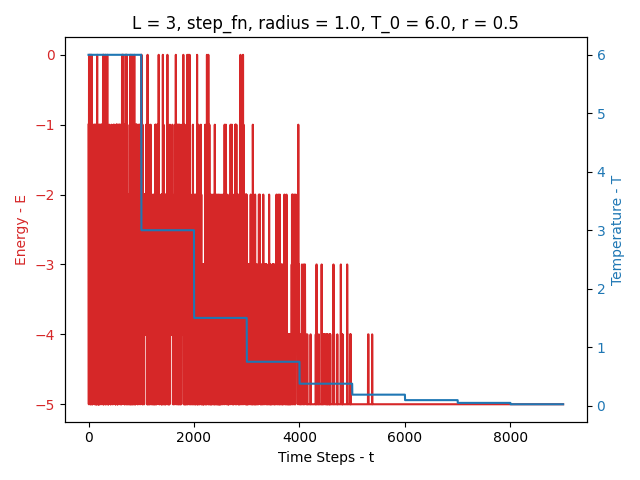 L = 3, step_fn, radius = 1.0, T_0 = 6.0, r = 0.5
Energy - E
0
−1
−2
−3
−4
−5
6
5
4
3
2
1
0
Temperature - T
0 2000 4000 6000 8000
Time Steps - t